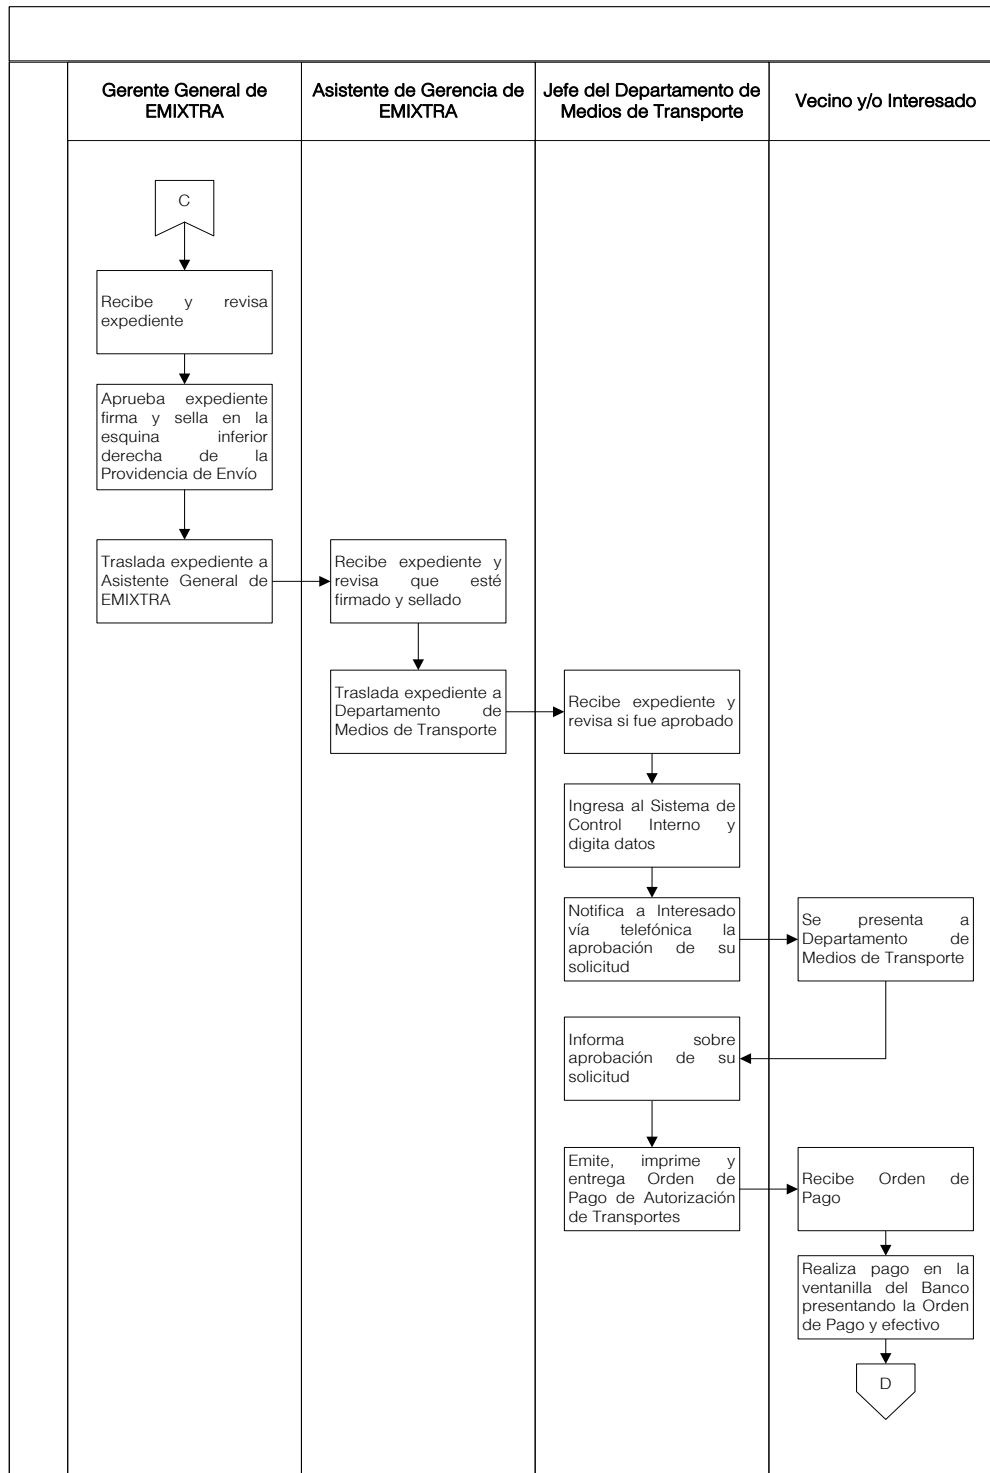 Gerente General de
EMIXTRA
Asistente de Gerencia de
EMIXTRA
Jefe del Departamento de
Medios de Transporte
Vecino y/o Interesado
C
Recibe y revisa
expediente
Aprueba expediente
firma y sella en la
esquina inferior
derecha de la
Providencia de Envío
Traslada expediente a
Asistente General de
EMIXTRA
Recibe expediente y
revisa que esté
firmado y sellado
Traslada expediente a
Departamento de
Medios de Transporte
Recibe expediente y
revisa si fue aprobado
Ingresa al Sistema de
Control Interno y
digita datos
Notifica a Interesado
vía telefónica la
aprobación de su
solicitud
Se presenta a
Departamento de
Medios de Transporte
Informa sobre
aprobación de su
solicitud
Emite, imprime y
entrega Orden de
Pago de Autorización
de Transportes
Recibe Orden de
Pago
Realiza pago en la
ventanilla del Banco
presentando la Orden
de Pago y efectivo
D